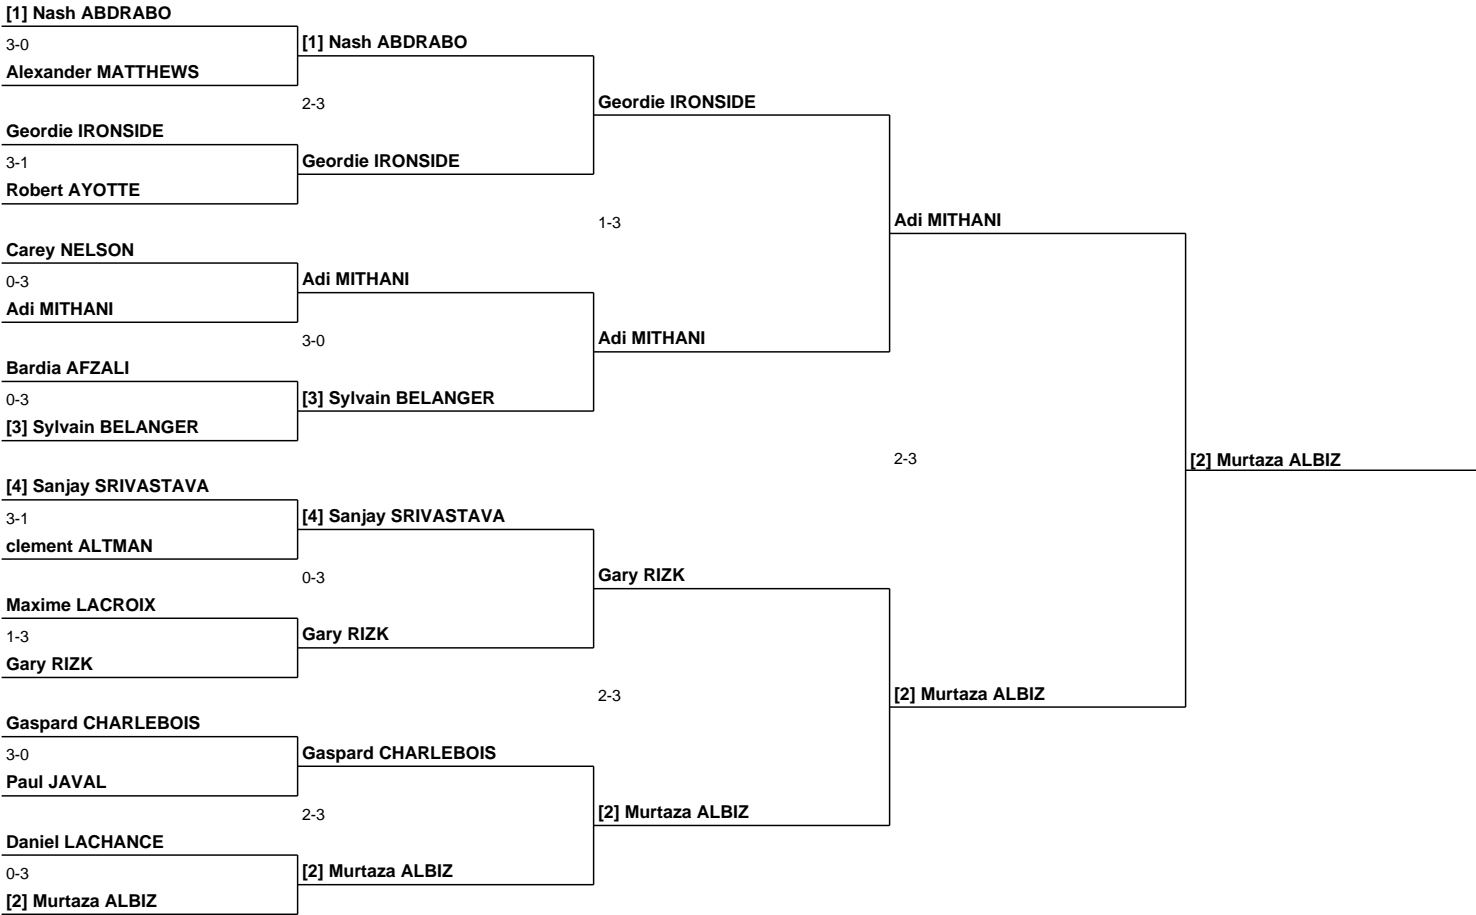 [1] Nash ABDRABO
3-0
Alexander MATTHEWS
Geordie IRONSIDE
3-1
Robert AYOTTE
Carey NELSON
0-3
Adi MITHANI
Bardia AFZALI
0-3
[3] Sylvain BELANGER
[4] Sanjay SRIVASTAVA
3-1
clement ALTMAN
Maxime LACROIX
1-3
Gary RIZK
Gaspard CHARLEBOIS
3-0
Paul JAVAL
Daniel LACHANCE
0-3
[2] Murtaza ALBIZ
[1] Nash ABDRABO
2-3
Geordie IRONSIDE
Adi MITHANI
3-0
[3] Sylvain BELANGER
[4] Sanjay SRIVASTAVA
0-3
Gary RIZK
Gaspard CHARLEBOIS
2-3
[2] Murtaza ALBIZ
Geordie IRONSIDE
1-3
Adi MITHANI
Gary RIZK
2-3
[2] Murtaza ALBIZ
Adi MITHANI
2-3
[2] Murtaza ALBIZ
[2] Murtaza ALBIZ